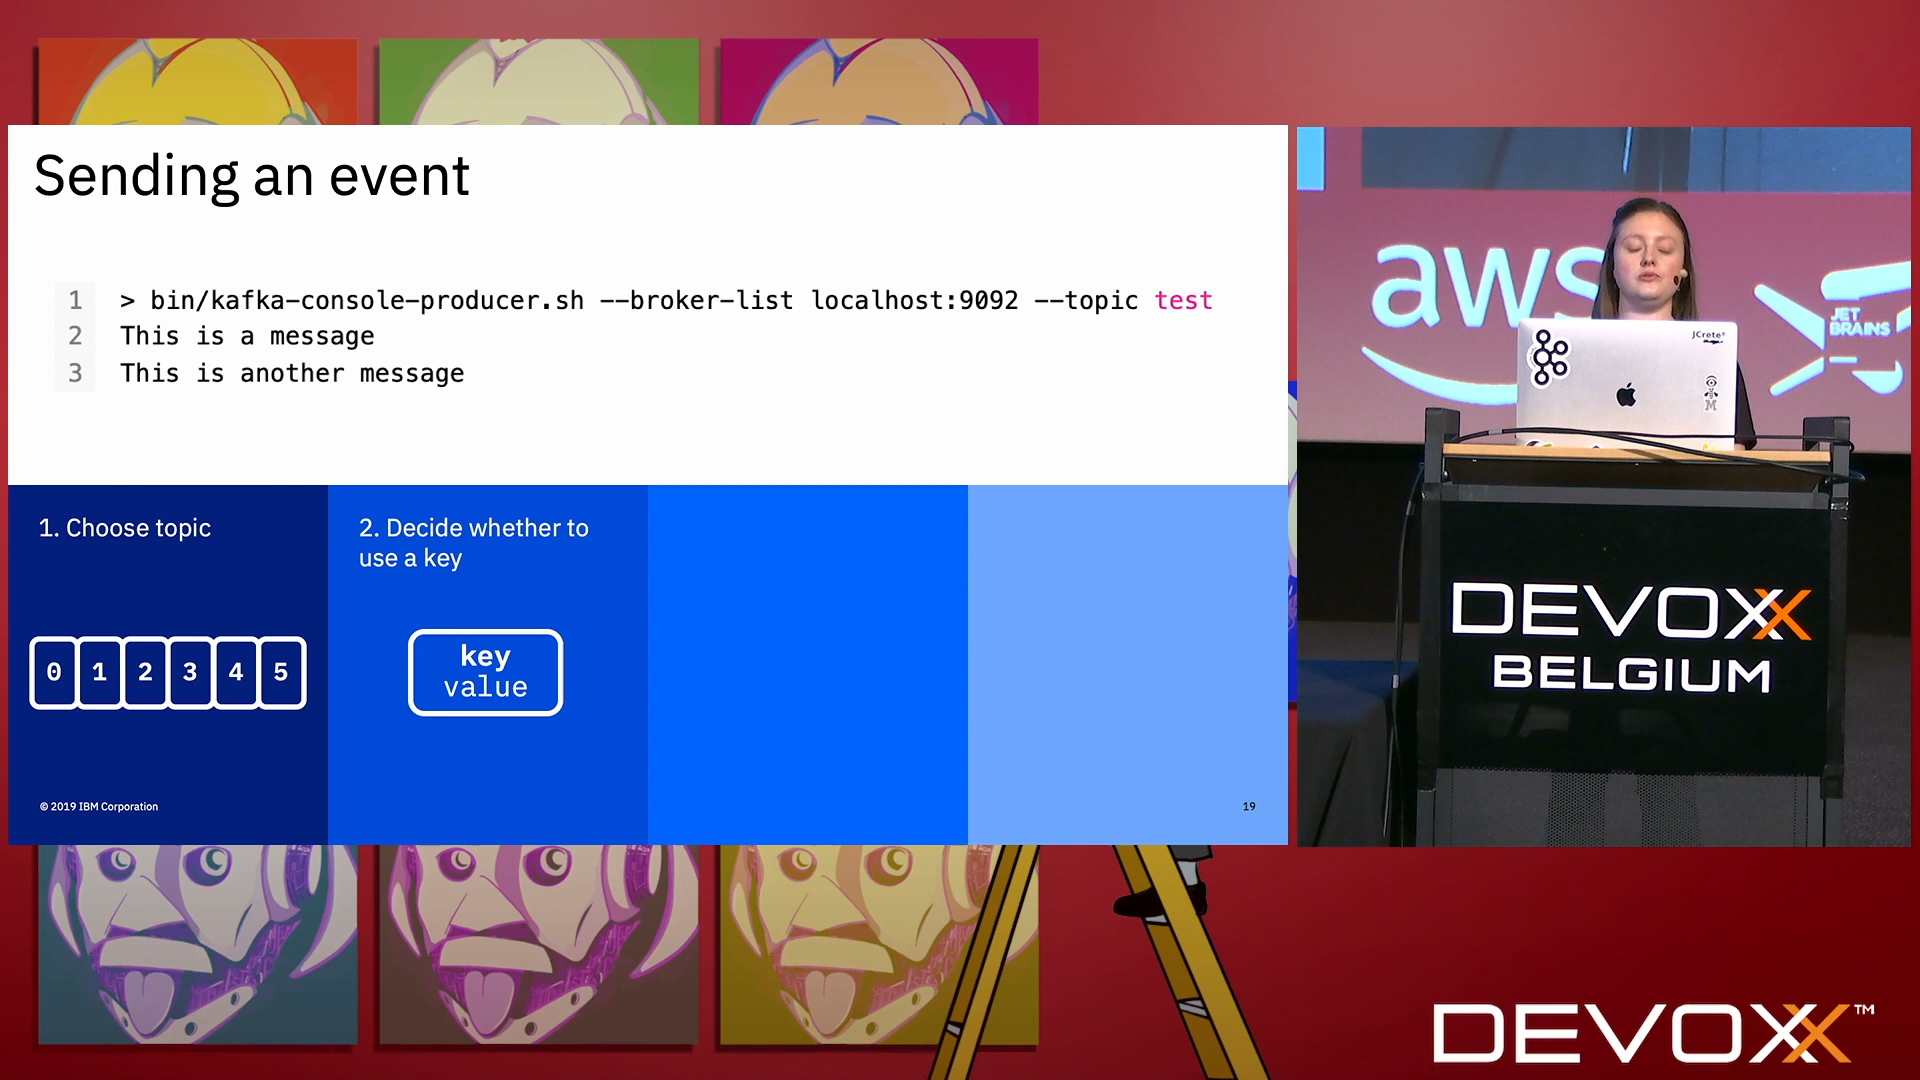 Sending an event
1 > bin/kafka-console-producer.sh --broker-list localhost:9092 --topic test
2 This is a message
3 This is another message
1. Choose topic
0 1 2 3 4 5
2. Decide whether to
use a key
key
value
© 2019 IBM Corporation
19
aws
JET
BRAINS
JCrete
M
DEVOXX
BELGIUM
DEVOXX™